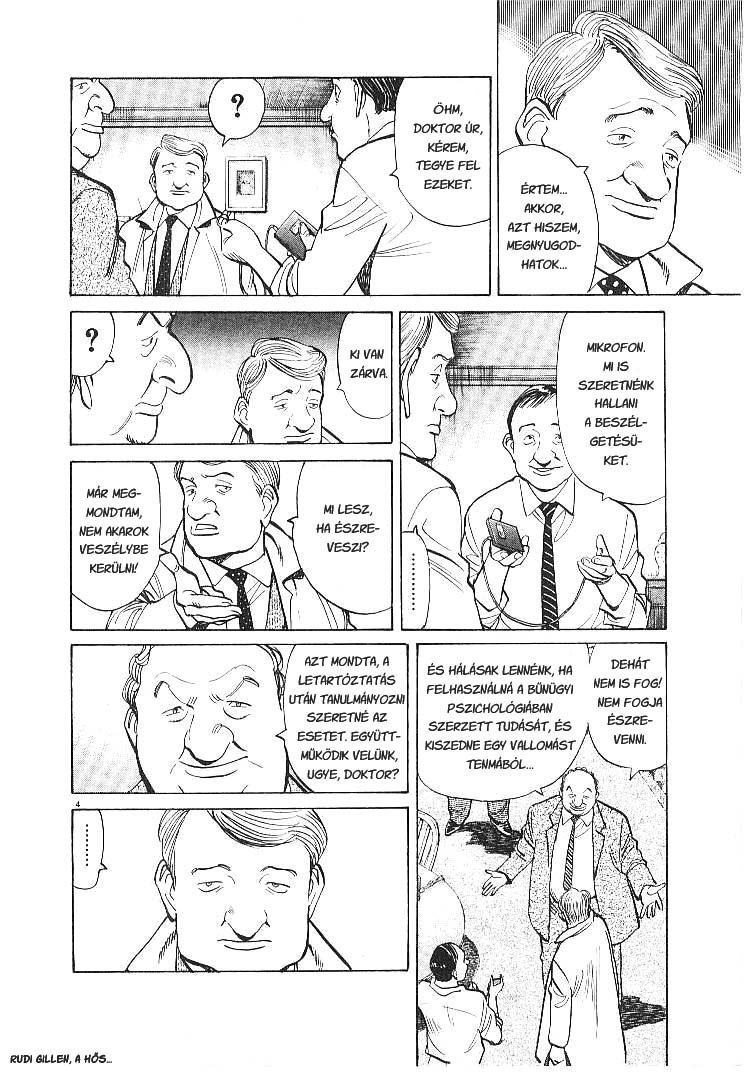 ÉRTEM...
AKKOR,
AZT HISZEM,
MEGNYUGOD-
HATOK...
ÖHM,
DOKTOR ÚR,
KÉREM,
TEGYE FEL
EZEKET.
?
MIKROFON.
MI IS
SZERETNÉNK
HALLANI
A BESZÉL-
GETÉSÜ-
KET.
........
KI VAN
ZÁRVA.
?
MI LESZ,
HA ÉSZRE-
VESZI?
MÁR MEG-
MONDTAM,
NEM AKAROK
VESZÉLYBE
KERÜLNI!
DEHÁT
NEM IS FOG!
NEM FOGJA
ÉSZRE-
VENNI.
ÉS HÁLÁSAK LENNÉNK, HA
FELHASZNÁLNÁ A BŰNÜGYI
PSZICHOLÓGIÁBAN
SZERZETT TUDÁSÁT, ÉS
KISZEDNE EGY VALLOMÁST
TENMÁBÓL...
AZT MONDTA, A
LETARTÓZTATÁS
UTÁN TANULMÁNYOZNI
SZERETNÉ AZ
ESETET. EGYÜTT-
MŰKÖDIK VELÜNK,
UGYE, DOKTOR?
4
........
RUDI GILLEN, A HŐS...